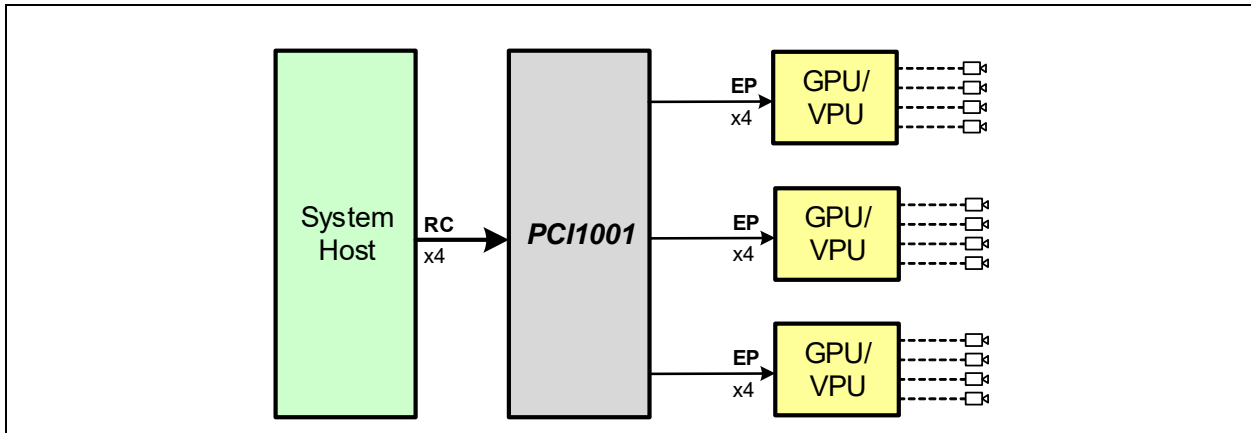 System
Host
RC
x4
PCI1001
EP
x4
GPU/
VPU
EP
x4
GPU/
VPU
EP
x4
GPU/
VPU